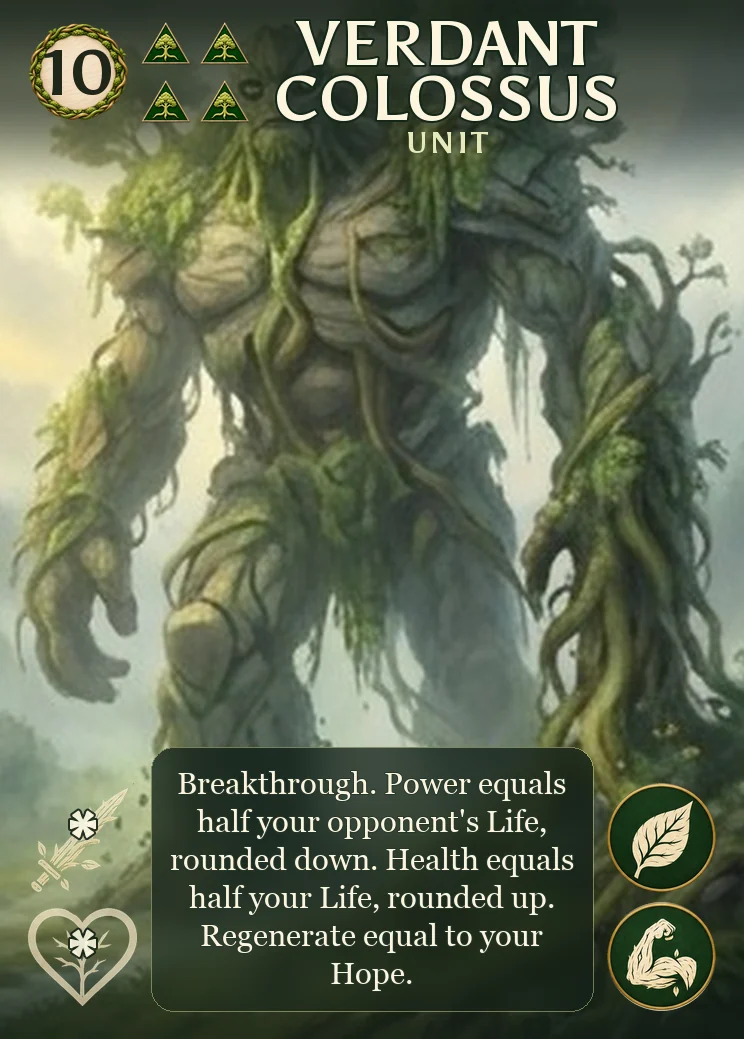 10
VERDANT
COLOSSUS
UNIT
Breakthrough. Power equals
half your opponent's Life,
rounded down. Health equals
half your Life, rounded up.
Regenerate equal to your
Hope.